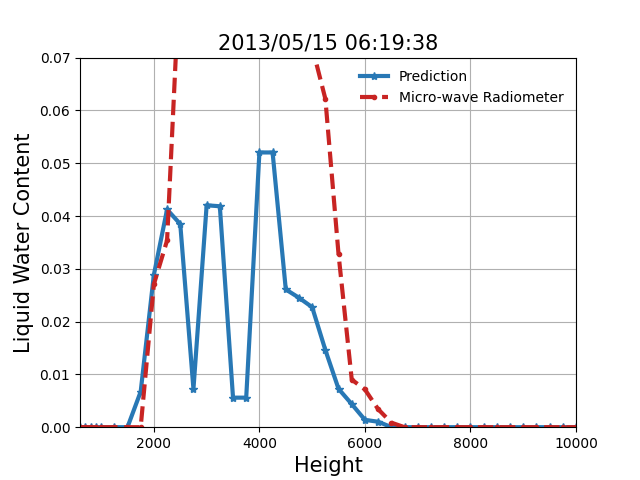 2013/05/15 06:19:38
0.07
0.06
0.05
0.04
0.03
0.02
0.01
0.00
Liquid Water Content
Prediction
Micro-wave Radiometer
2000 4000 6000 8000 10000
Height